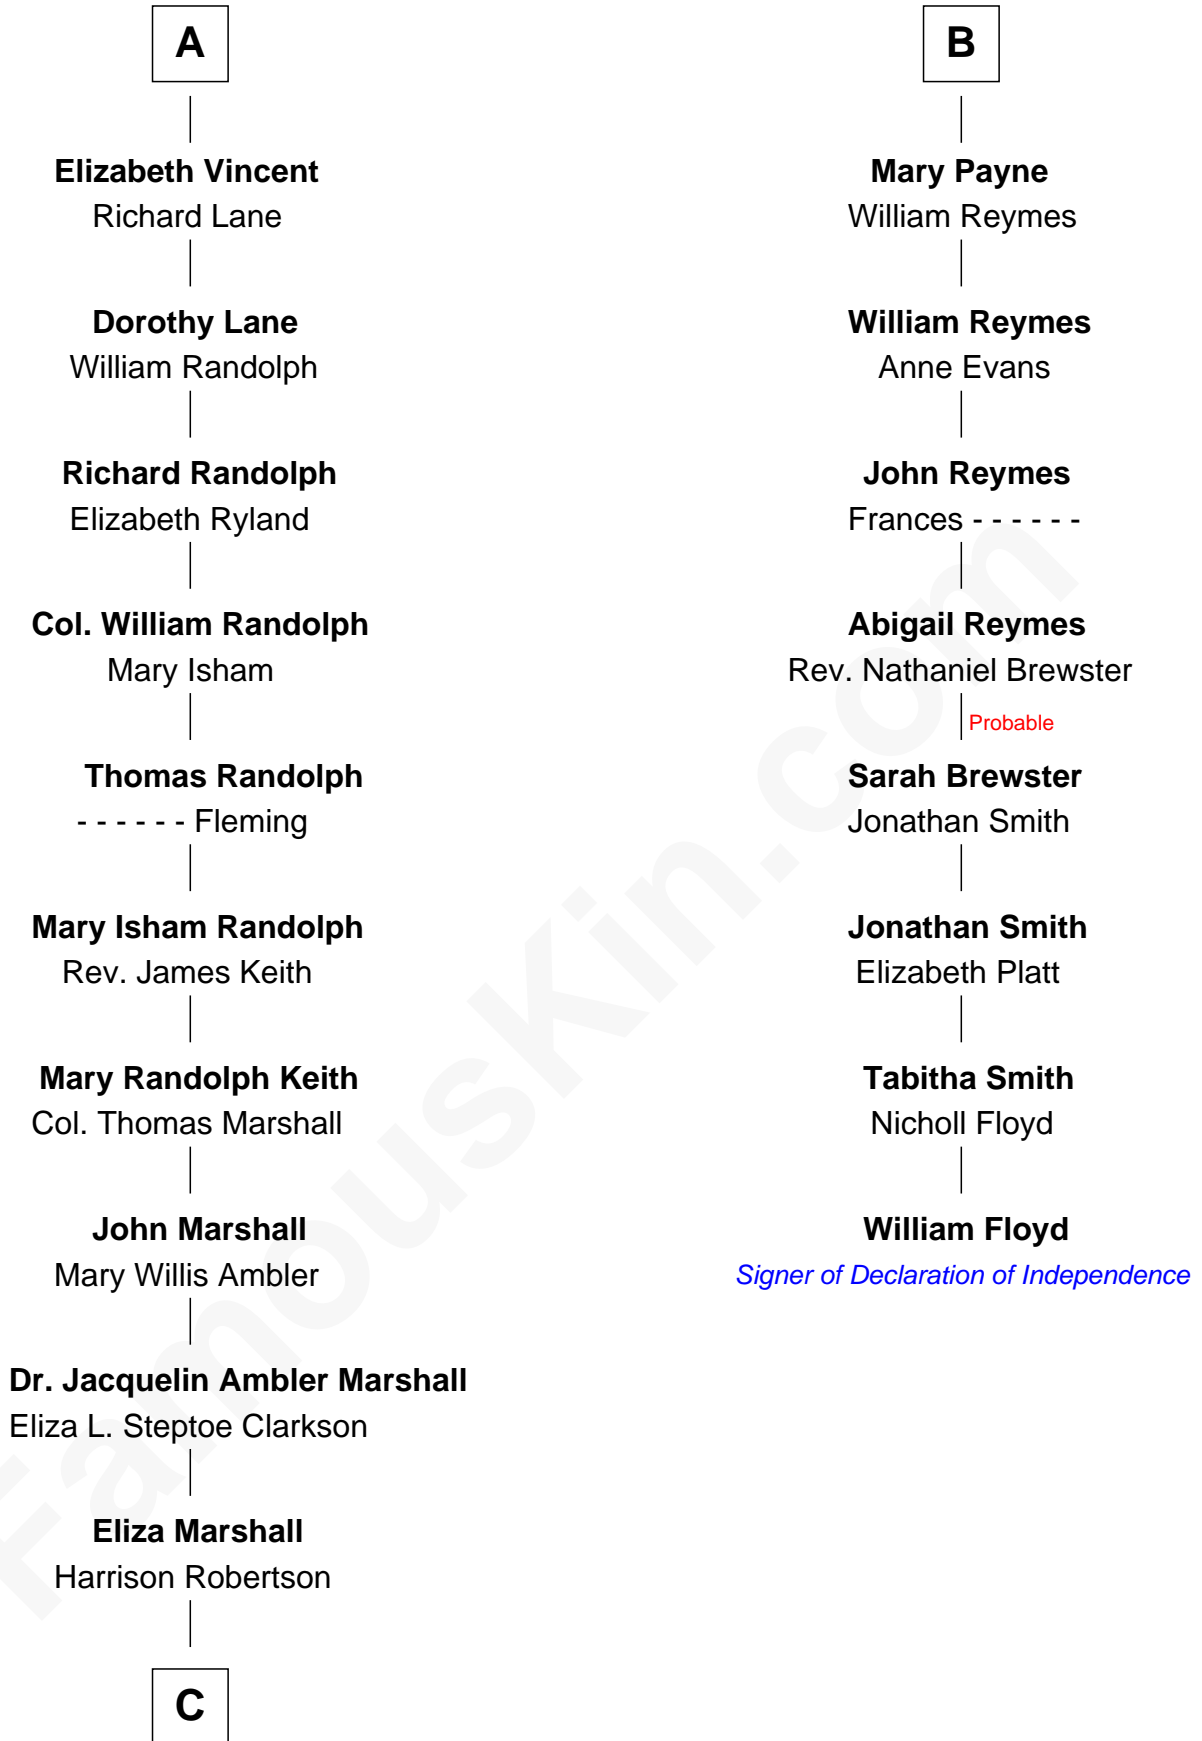 A
Elizabeth Vincent
Richard Lane
Dorothy Lane
William Randolph
Richard Randolph
Elizabeth Ryland
Col. William Randolph
Mary Isham
Thomas Randolph
- - - - - - Fleming
Mary Isham Randolph
Rev. James Keith
Mary Randolph Keith
Col. Thomas Marshall
John Marshall
Mary Willis Ambler
Dr. Jacquelin Ambler Marshall
Eliza L. Steptoe Clarkson
Eliza Marshall
Harrison Robertson
C
B
Mary Payne
William Reymes
William Reymes
Anne Evans
John Reymes
Frances - - - - - -
Abigail Reymes
Rev. Nathaniel Brewster
Probable
Sarah Brewster
Jonathan Smith
Jonathan Smith
Elizabeth Platt
Tabitha Smith
Nicholl Floyd
William Floyd
Signer of Declaration of Independence
FamousKin.com